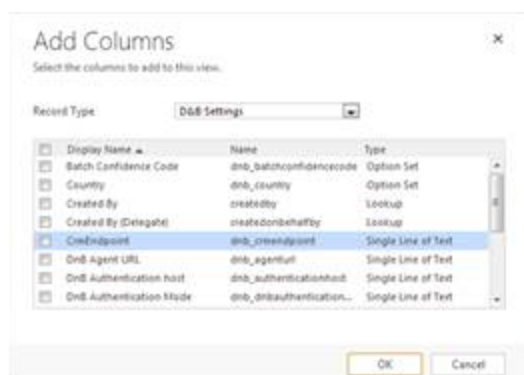 Add Columns
Select the columns to add to this view.
Record Type D&B Settings
Display Name Name Type
Batch Confidence Code dnb_batchconfidencecode Option Set
Country dnb_country Option Set
Created By createdby Lookup
Created By (Delegate) createdonbehalfby Lookup
CrmEndpoint dnb_crmendpoint Single Line of Text
DnB Agent URL dnb_agenturl Single Line of Text
DnB Authentication host dnb_authenticationhost Single Line of Text
DnB Authentication Mode dnb_dnbauthentication... Single Line of Text
OK Cancel